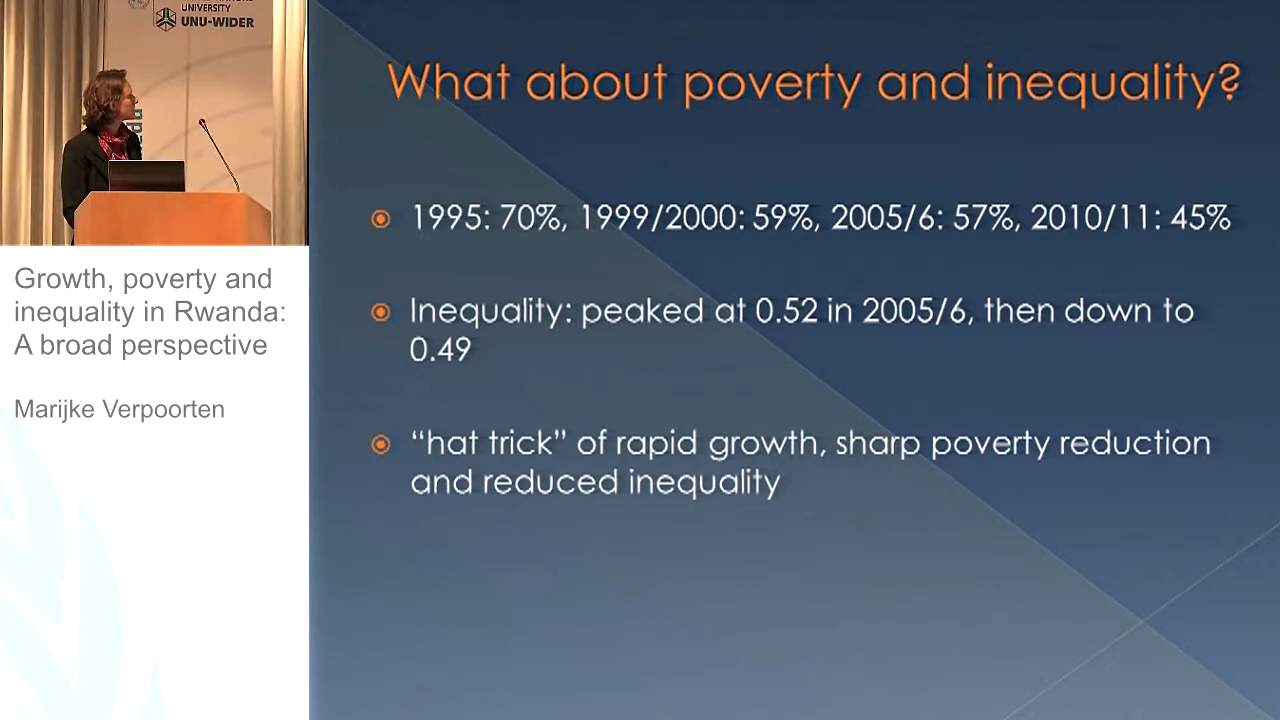 UNIVERSITY
UNU-WIDER
Growth, poverty and
inequality in Rwanda:
A broad perspective
Marijke Verpoorten
What about poverty and inequality?
1995: 70%, 1999/2000: 59%, 2005/6: 57%, 2010/11: 45%
Inequality: peaked at 0.52 in 2005/6, then down to
0.49
“hat trick” of rapid growth, sharp poverty reduction
and reduced inequality